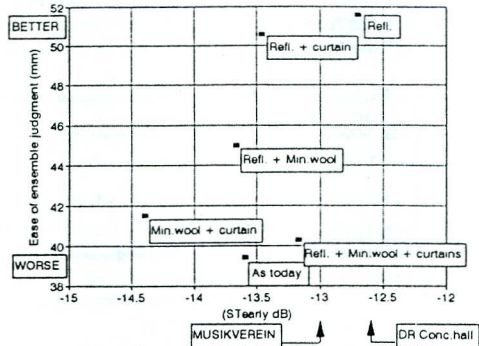 BETTER
52
50
48
46
44
42
40
38
WORSE
Ease of ensemble judgment (mm)
Refl.
Refl. + curtain
Refl. + Min.wool
Min.wool + curtain
Refl. + Min.wool + curtains
As today
-15 -14.5 -14 -13.5 -13 -12.5 -12
(STearly dB)
MUSIKVEREIN
DR Conc.hall